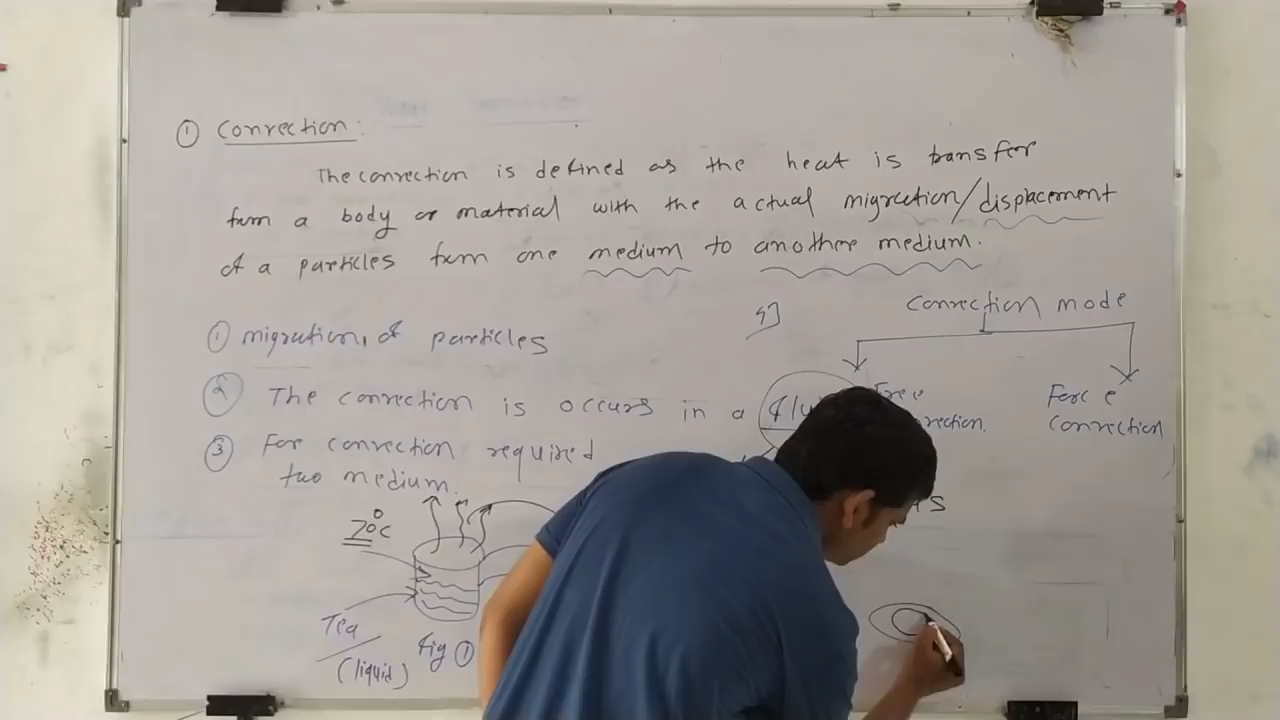 ① Convection:
The convection is defined as the heat is transfer
from a body or material with the actual migration/displacement
of a particles from one medium to another medium.
① migration of particles
② The convection is occurs in a
③ For convection required
two medium.
Convection mode
Free
Force
Convection
70°C
Tea
(liquid)
Fig ①